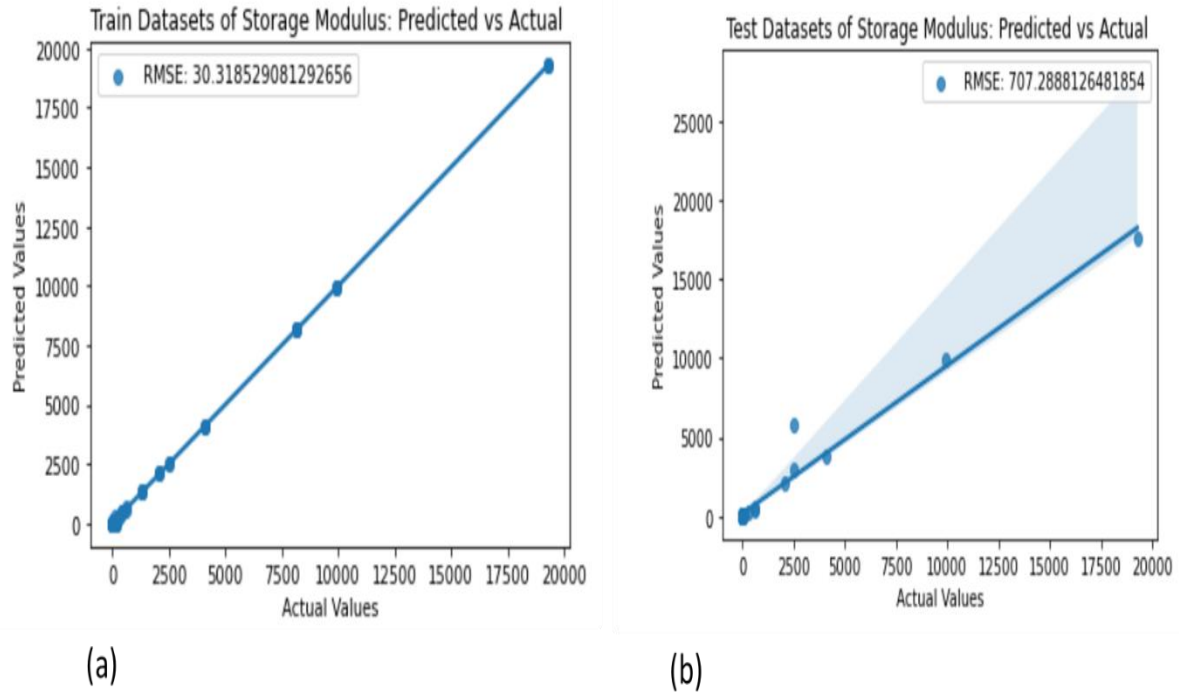 Train Datasets of Storage Modulus: Predicted vs Actual
RMSE: 30.318529081292656
20000
17500
15000
12500
10000
7500
5000
2500
0
Predicted Values
0 2500 5000 7500 10000 12500 15000 17500 20000
Actual Values
(a)
Test Datasets of Storage Modulus: Predicted vs Actual
RMSE: 707.2888126481854
25000
20000
15000
10000
5000
0
Predicted Values
0 2500 5000 7500 10000 12500 15000 17500 20000
Actual Values
(b)